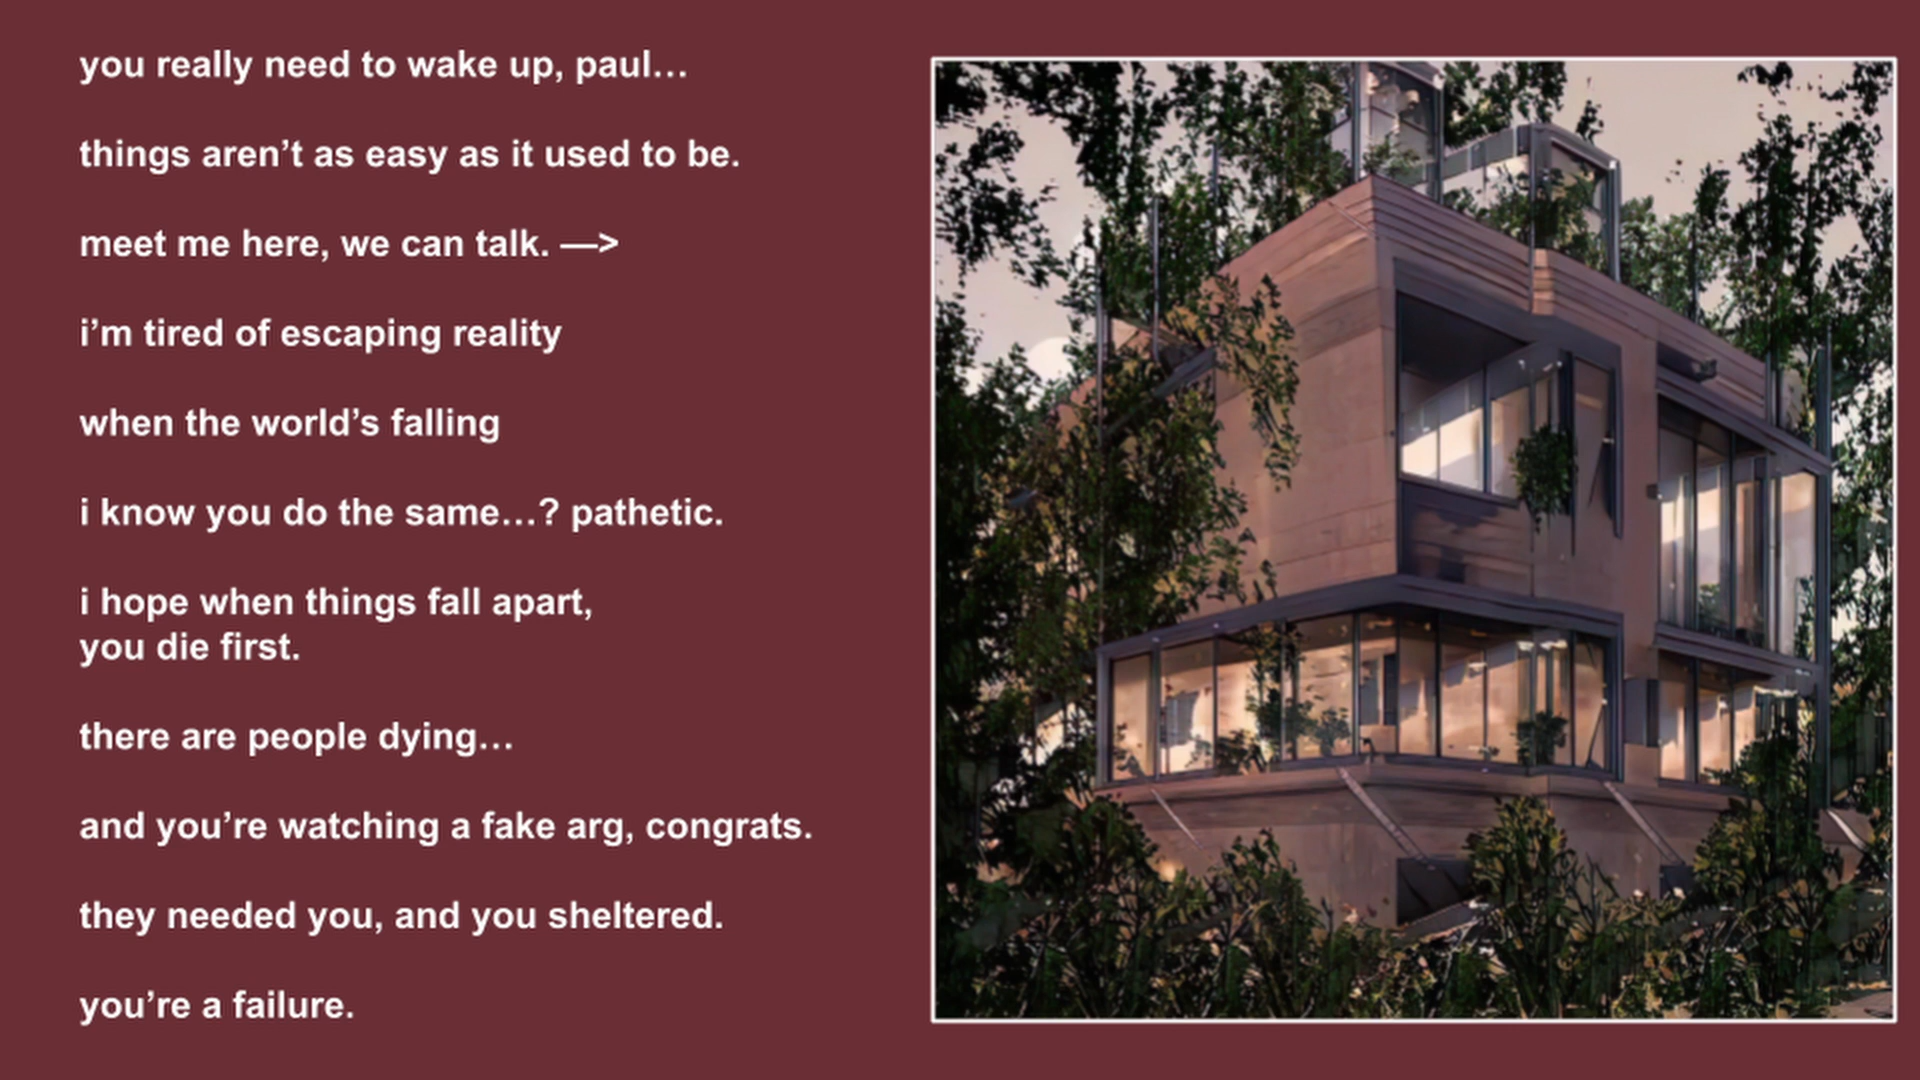 you really need to wake up, paul…
things aren’t as easy as it used to be.
meet me here, we can talk. —>
i’m tired of escaping reality
when the world’s falling
i know you do the same…? pathetic.
i hope when things fall apart,
you die first.
there are people dying…
and you’re watching a fake arg, congrats.
they needed you, and you sheltered.
you’re a failure.